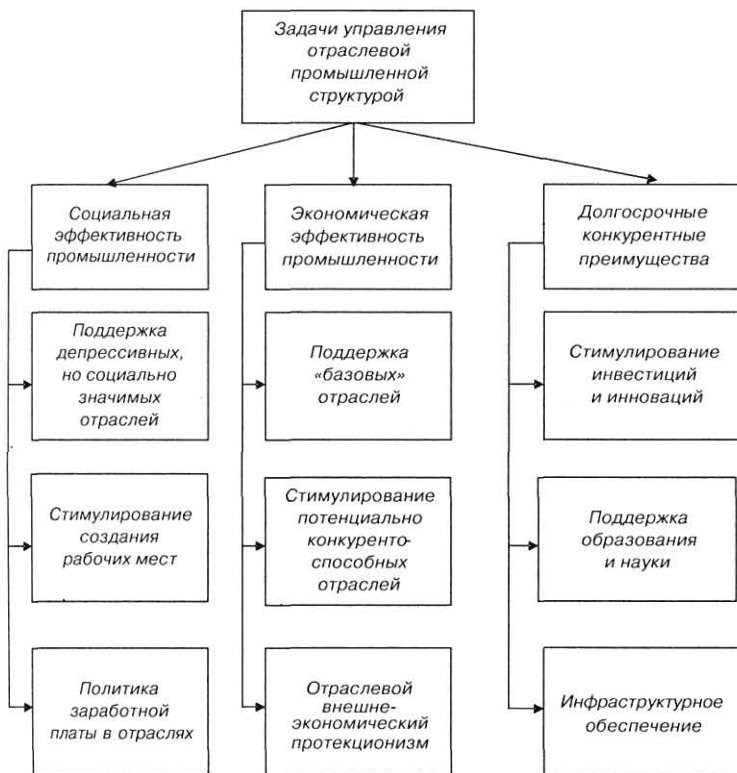 Задачи управления
отраслевой
промышленной
структурой
Социальная
эффективность
промышленности
Экономическая
эффективность
промышленности
Долгосрочные
конкурентные
преимущества
Поддержка
депрессивных,
но социально
значимых
отраслей
Поддержка
«базовых»
отраслей
Стимулирование
инвестиций
и инноваций
Стимулирование
создания
рабочих мест
Стимулирование
потенциально
конкуренто-
способных
отраслей
Поддержка
образования
и науки
Политика
заработной
платы в отраслях
Отраслевой
внешне-
экономический
протекционизм
Инфраструктурное
обеспечение